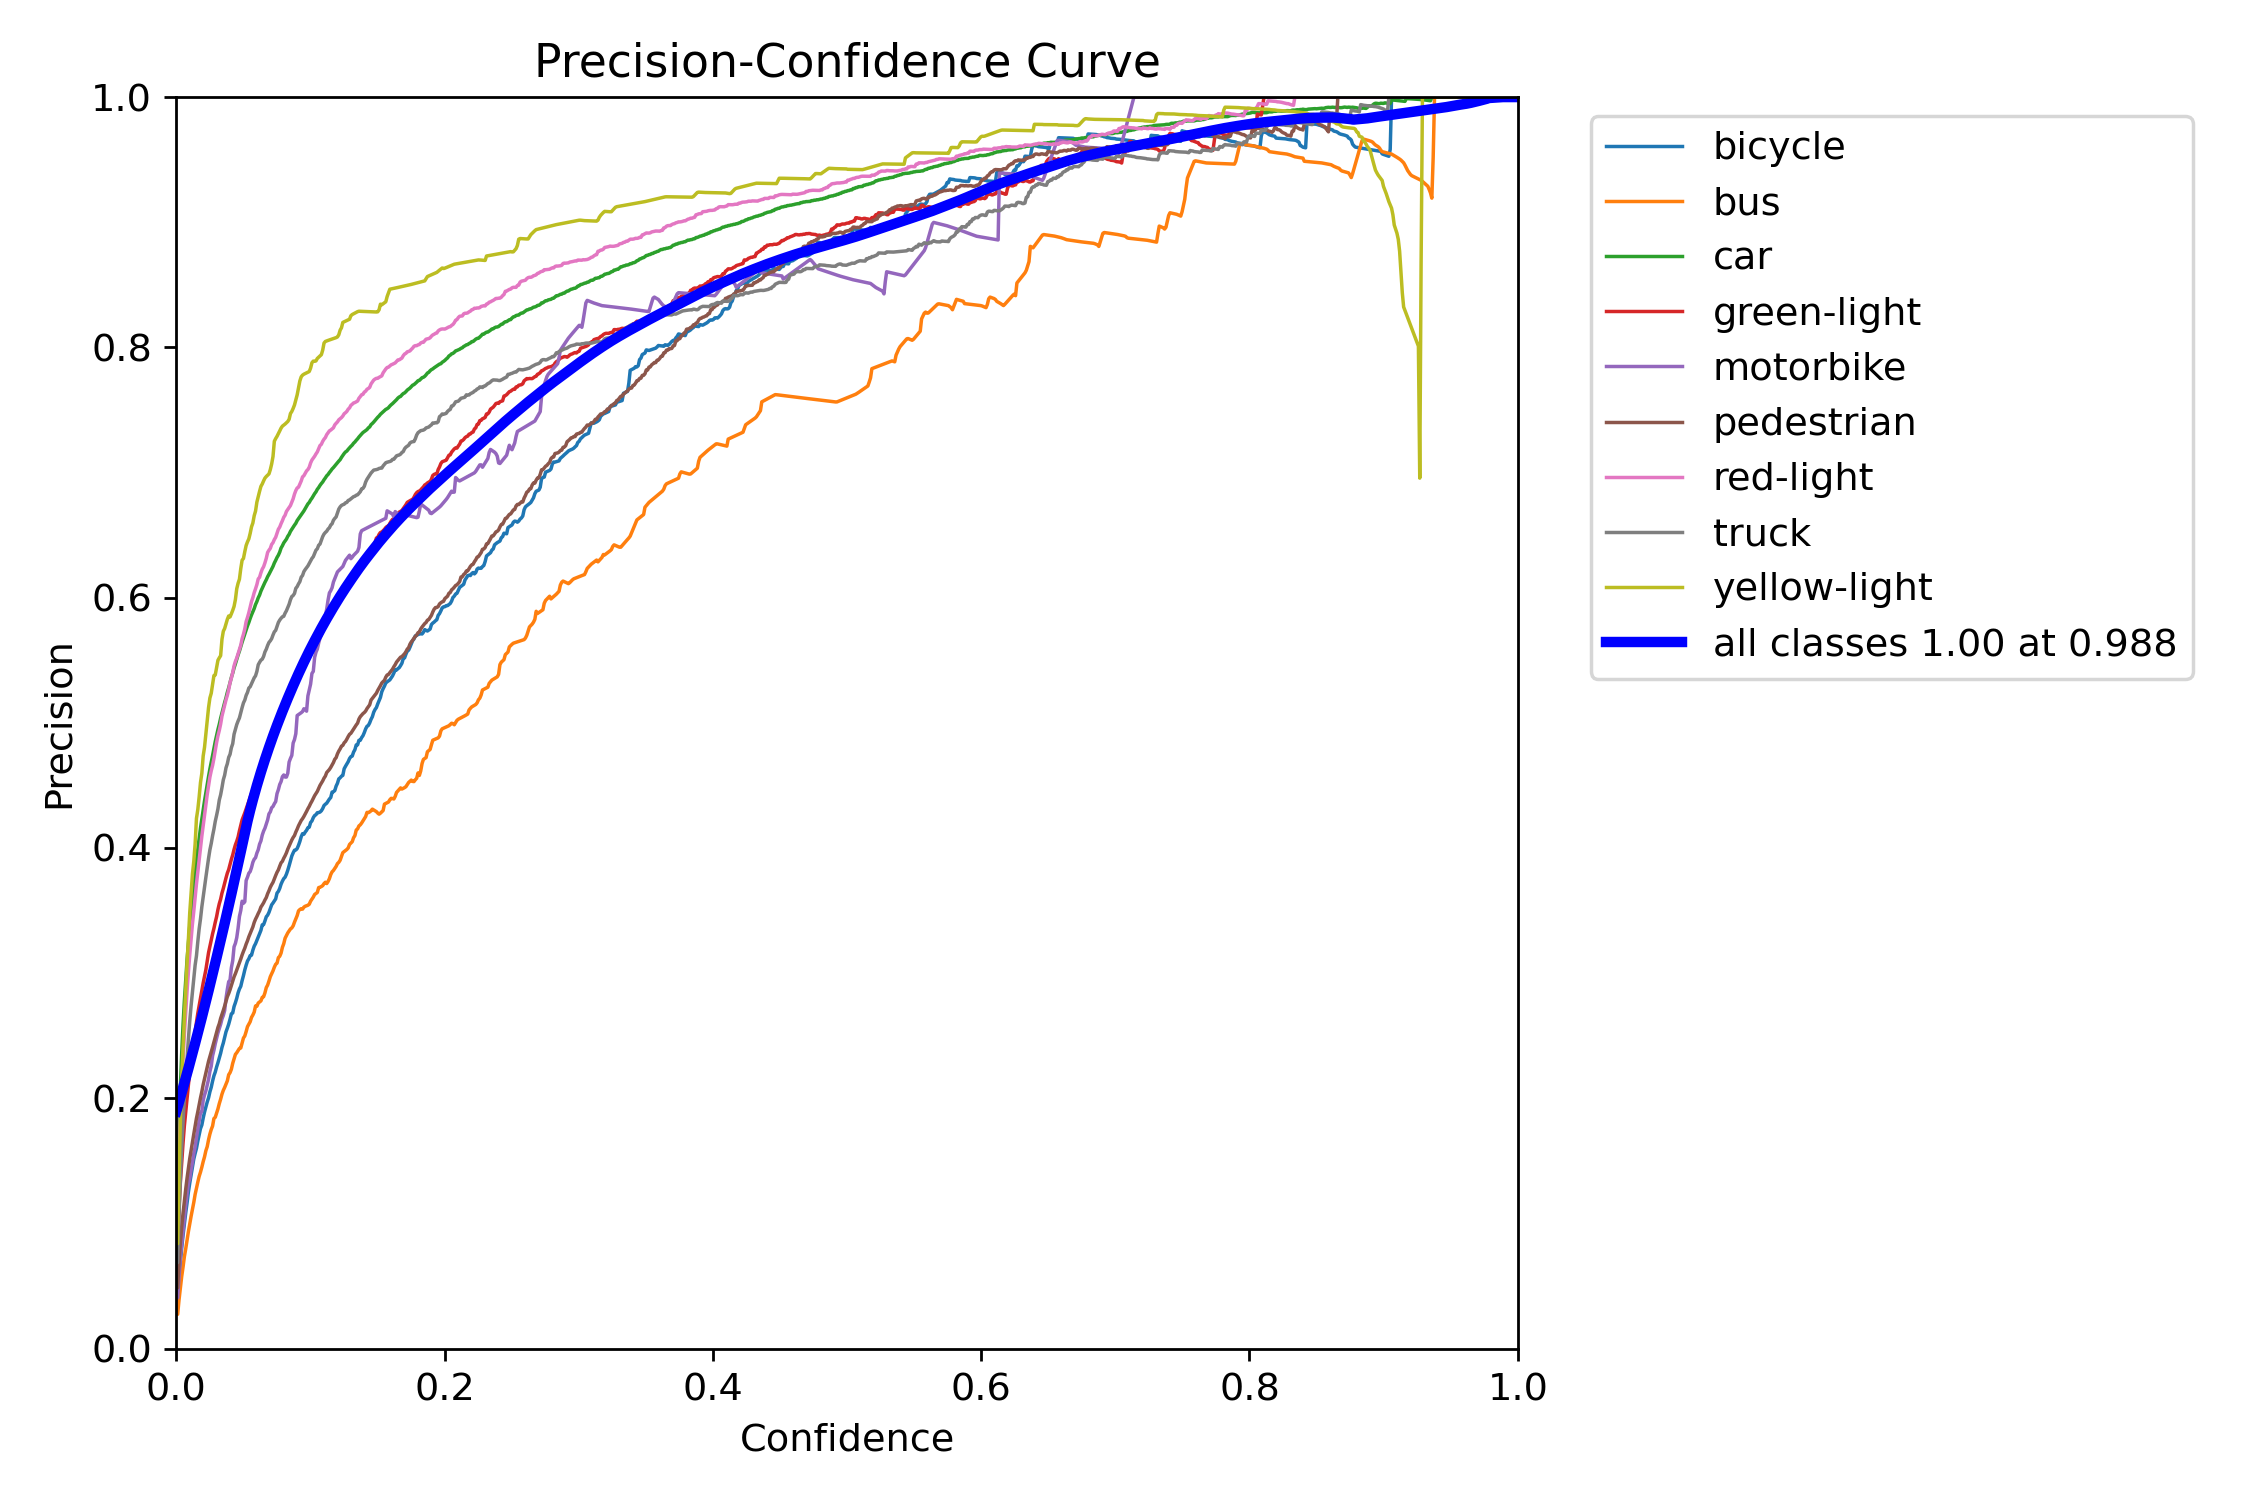 Precision-Confidence Curve
1.0
0.8
0.6
0.4
0.2
0.0
Precision
0.0 0.2 0.4 0.6 0.8 1.0
Confidence
bicycle
bus
car
green-light
motorbike
pedestrian
red-light
truck
yellow-light
all classes 1.00 at 0.988